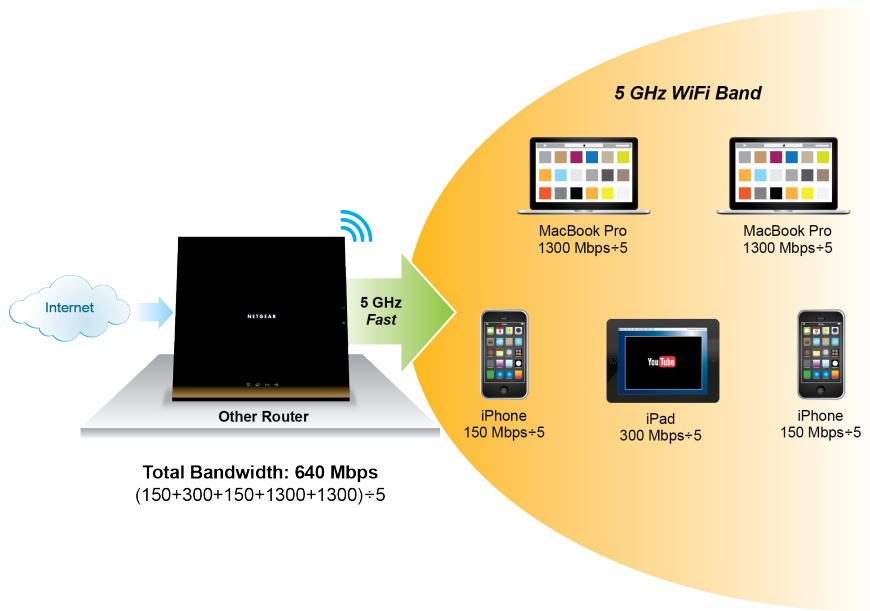 5 GHz WiFi Band
MacBook Pro
1300 Mbps÷5
MacBook Pro
1300 Mbps÷5
Internet
NETGEAR
5 GHz
Fast
YouTube
iPhone
150 Mbps÷5
iPad
300 Mbps÷5
iPhone
150 Mbps÷5
Other Router
Total Bandwidth: 640 Mbps
(150+300+150+1300+1300)÷5